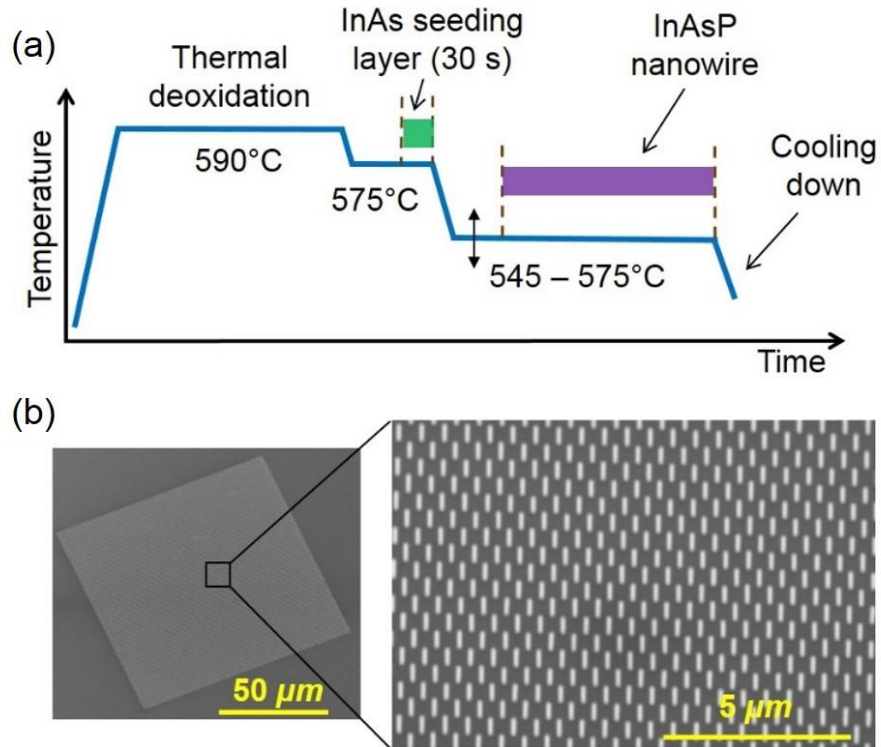 (a)
InAs seeding
layer (30 s)
InAsP
nanowire
Thermal
deoxidation
Cooling
down
590°C
575°C
545 – 575°C
Temperature
Time
(b)
50 µm
5 µm